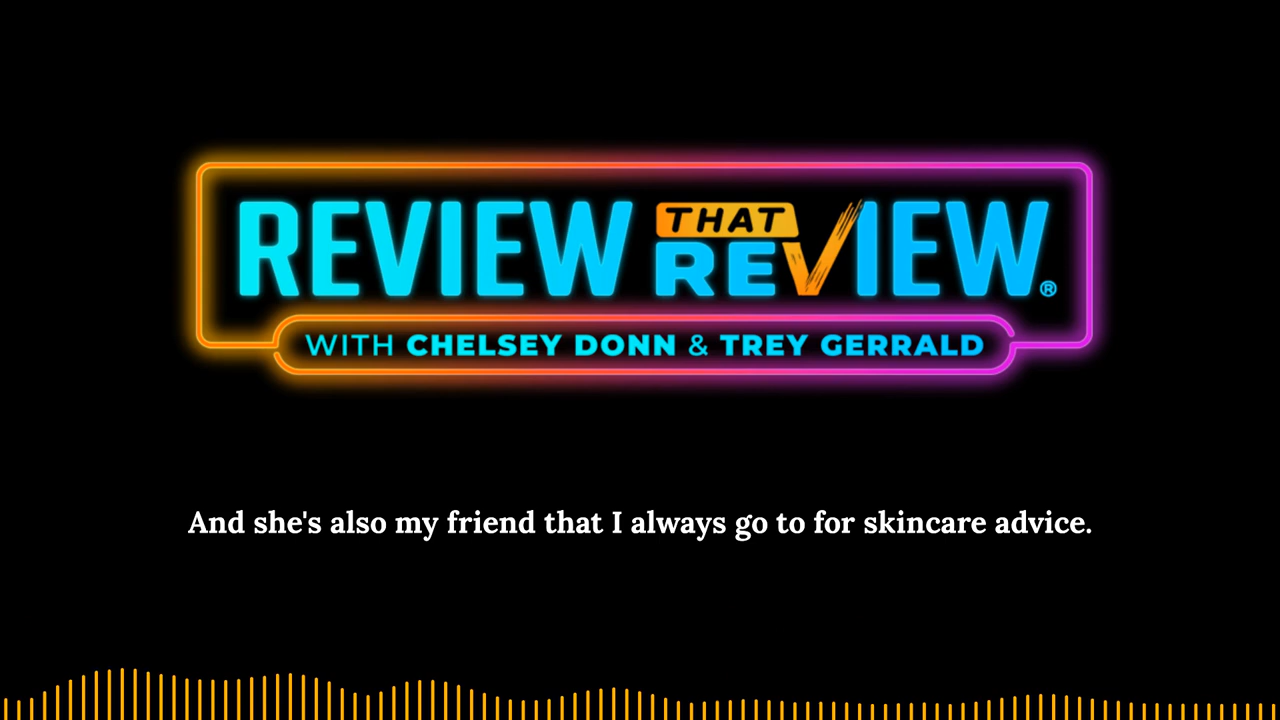 REVIEW THAT REVIEW®
WITH CHELSEY DONN & TREY GERRALD
And she's also my friend that I always go to for skincare advice.